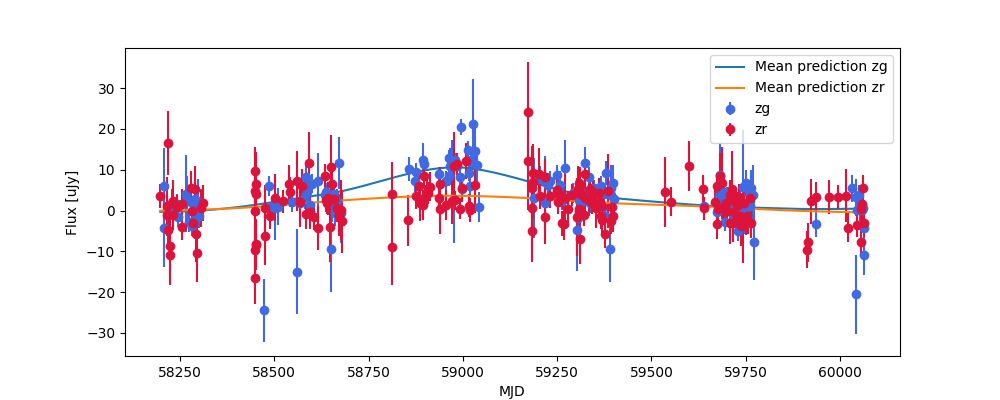 Mean prediction zg
Mean prediction zr
zg
zr
30
20
10
0
−10
−20
−30
Flux [uJy]
58250
58500
58750
59000
59250
59500
59750
60000
MJD